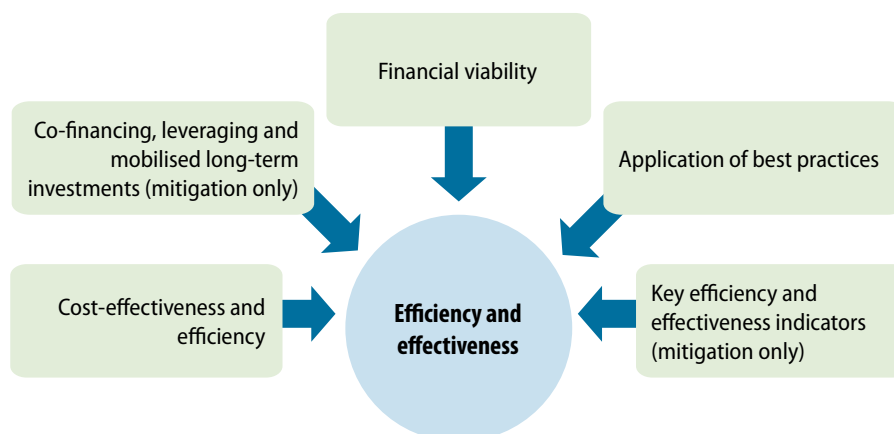 Financial viability
Co-financing, leveraging and
mobilised long-term
investments (mitigation only)
Application of best practices
Cost-effectiveness and
efficiency
Efficiency and
effectiveness
Key efficiency and
effectiveness indicators
(mitigation only)